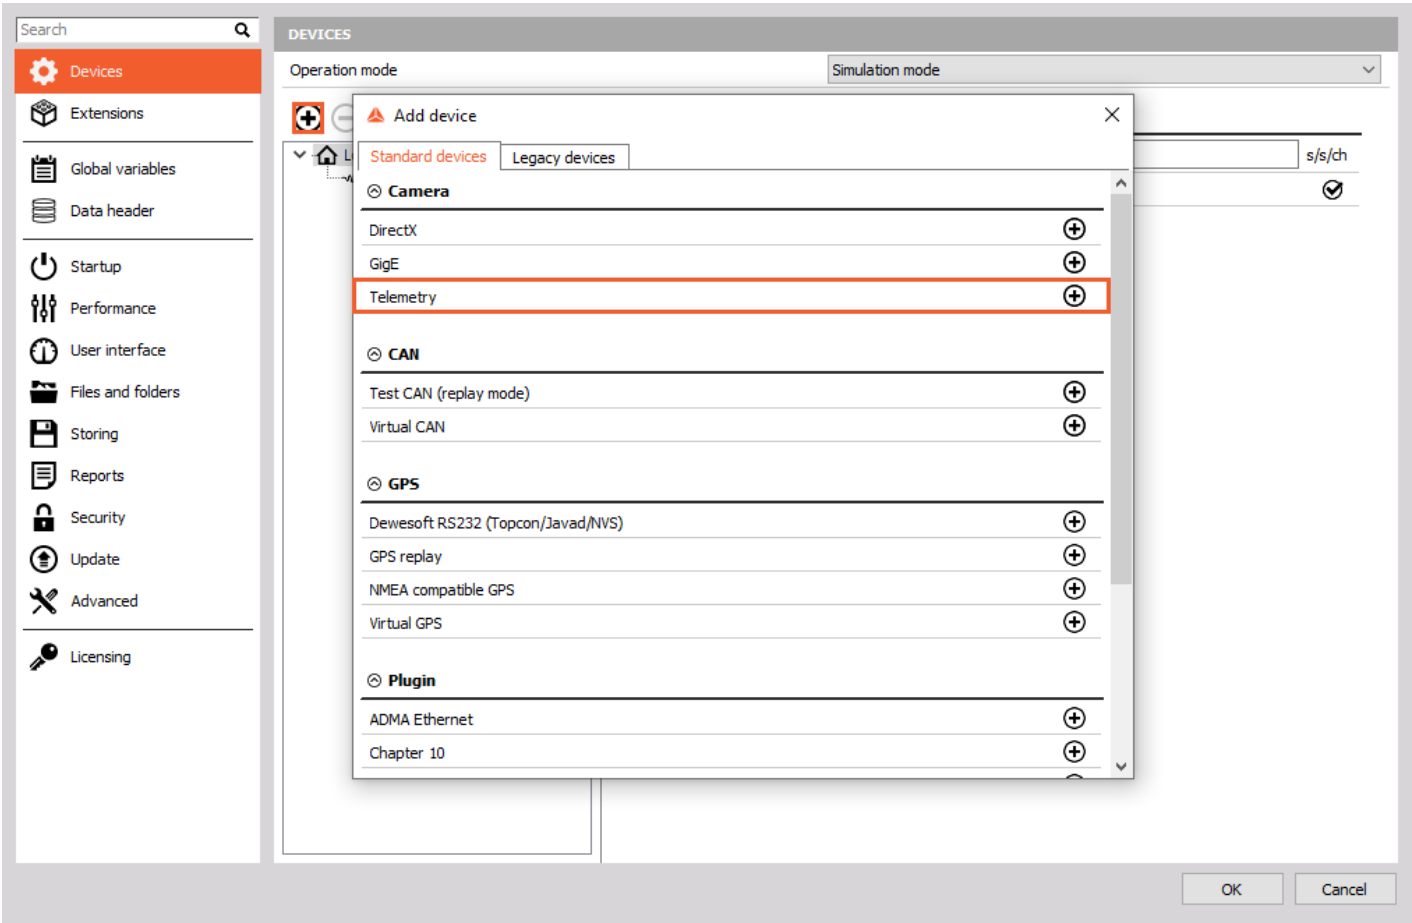 Search
Devices
Extensions
Global variables
Data header
Startup
Performance
User interface
Files and folders
Storing
Reports
Security
Update
Advanced
Licensing
DEVICES
Operation mode
Simulation mode
s/s/ch
Add device
Standard devices
Legacy devices
Camera
DirectX
GigE
Telemetry
CAN
Test CAN (replay mode)
Virtual CAN
GPS
Dewesoft RS232 (Topcon/Javad/NVS)
GPS replay
NMEA compatible GPS
Virtual GPS
Plugin
ADMA Ethernet
Chapter 10
OK
Cancel